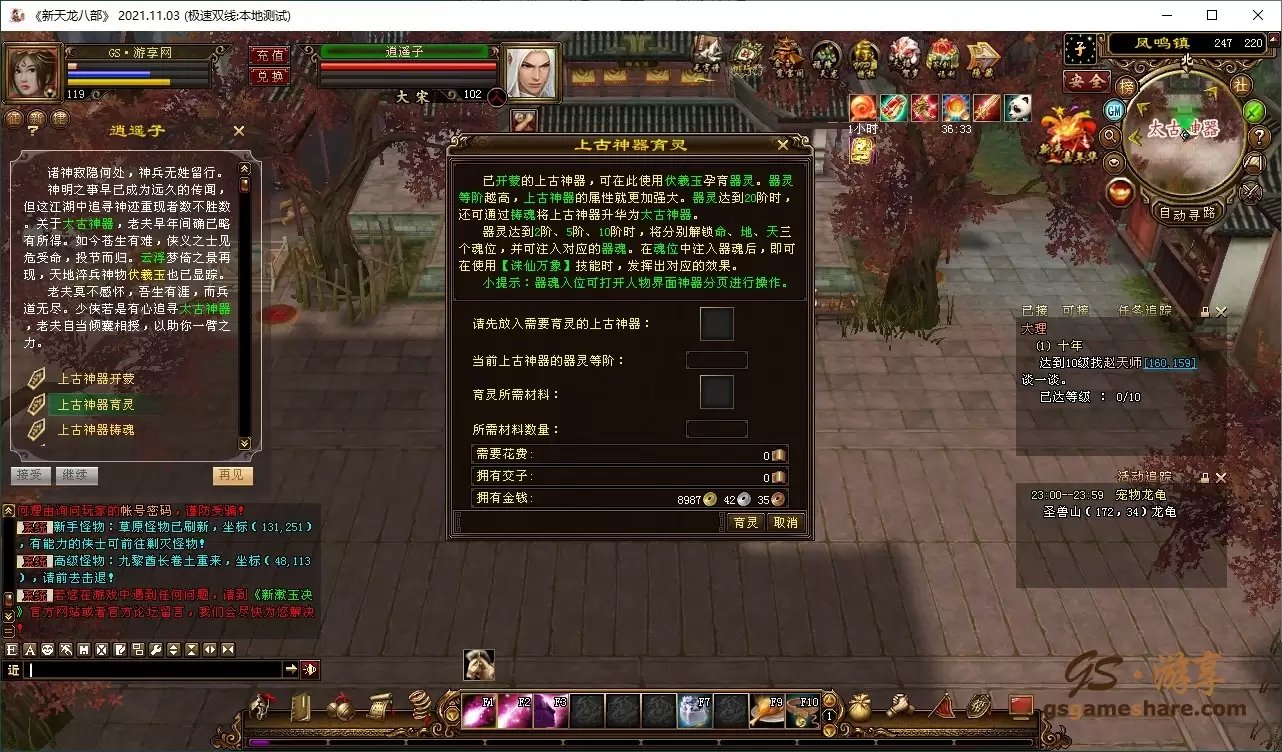 《新天龙八部》 2021.11.03 (极速双线:本地测试)
GS·游享网
119
充值
兑换
逍遥子
大宋
102
1小时
36:33
凤鸣镇 247 220
北
安全
榜
社
GM
太古神器
自动寻路
逍遥子
诸神寂隐何处，神兵无姓留行。
神明之争早已成为远久的传闻，
但这江湖中追寻神迹重现者数不胜数
。关于太古神器，老夫早年间确已略
有所得。如今苍生有难，侠义之士见
危受命，投节而归。云浮梦倚之景再
现，天地淬兵神物伏羲玉也已显踪。
老夫莫不感怀，吾生有涯，而兵
道无尽。少侠若是有心追寻太古神器
，老夫自当倾囊相授，以助你一臂之
力。
上古神器开蒙
上古神器育灵
上古神器铸魂
接受
继续
再见
上古神器育灵
已开蒙的上古神器，可在此使用伏羲玉孕育器灵。器灵
等阶越高，上古神器的属性就更加强大。器灵达到20阶时，
还可通过铸魂将上古神器升华为太古神器。
器灵达到2阶、5阶、10阶时，将分别解锁命、地、天三
个魂位，并可注入对应的器魂。在魂位中注入器魂后，即可
在使用【诛仙万象】技能时，发挥出对应的效果。
小提示：器魂入位可打开人物界面神器分页进行操作。
请先放入需要育灵的上古神器：
当前上古神器的器灵等阶：
育灵所需材料：
所需材料数量：
需要花费: 0
拥有交子: 0
拥有金钱: 8987 42 35
育灵
取消
已接 可接 任务追踪
大理
(1) 十年
达到10级找赵天师[160,159]
谈一谈。
已达等级 : 0/10
活动追踪
23:00--23:59 宠物龙龟
圣兽山（172,34）龙龟
何理由询问玩家的帐号密码，谨防受骗!
系统 新手怪物：草原怪物已刷新，坐标（131,251）
，有能力的侠士可前往剿灭怪物!
系统 高级怪物：九黎酋长卷土重来，坐标（48,113
），请前去击退!
系统 若您在游戏中遇到任何问题，请到《新漱玉决
》官方网站或者官方论坛留言，我们会尽快为您解决
!
近
F1
F2
F3
F7
F9
F10
1
GS·游享
gsgameshare.com